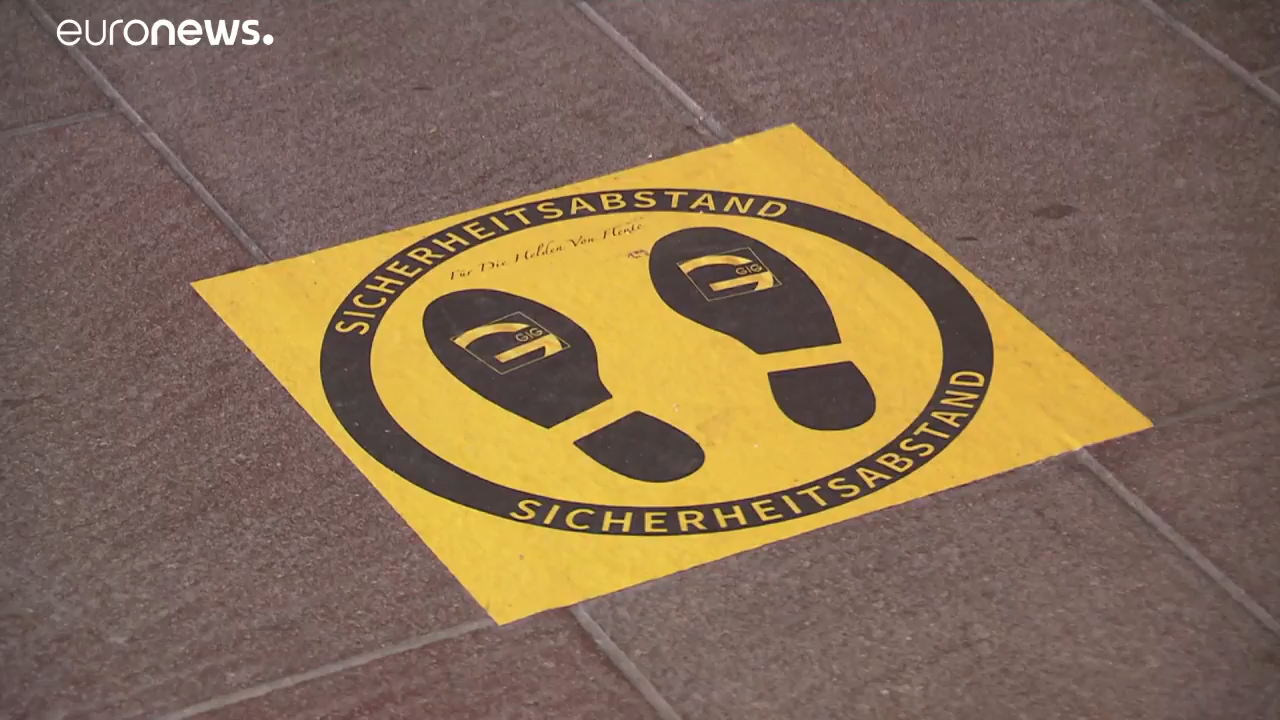 euronews.
SICHERHEITSABSTAND
Für Die Helden Von Heute
GIG
GIG
SICHERHEITSABSTAND